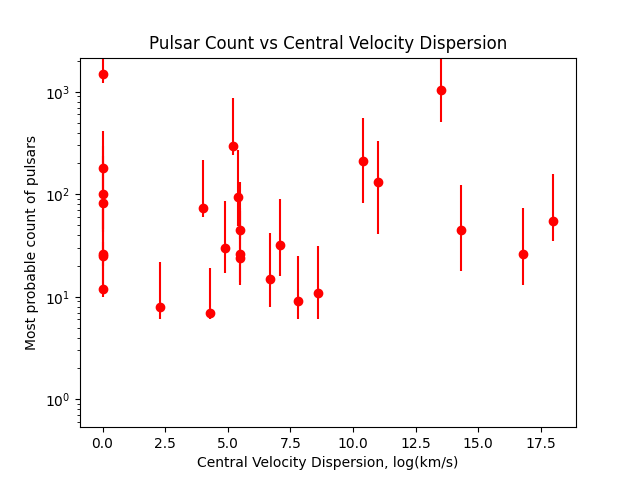 Pulsar Count vs Central Velocity Dispersion
Most probable count of pulsars
10³
10²
10¹
10⁰
0.0 2.5 5.0 7.5 10.0 12.5 15.0 17.5
Central Velocity Dispersion, log(km/s)